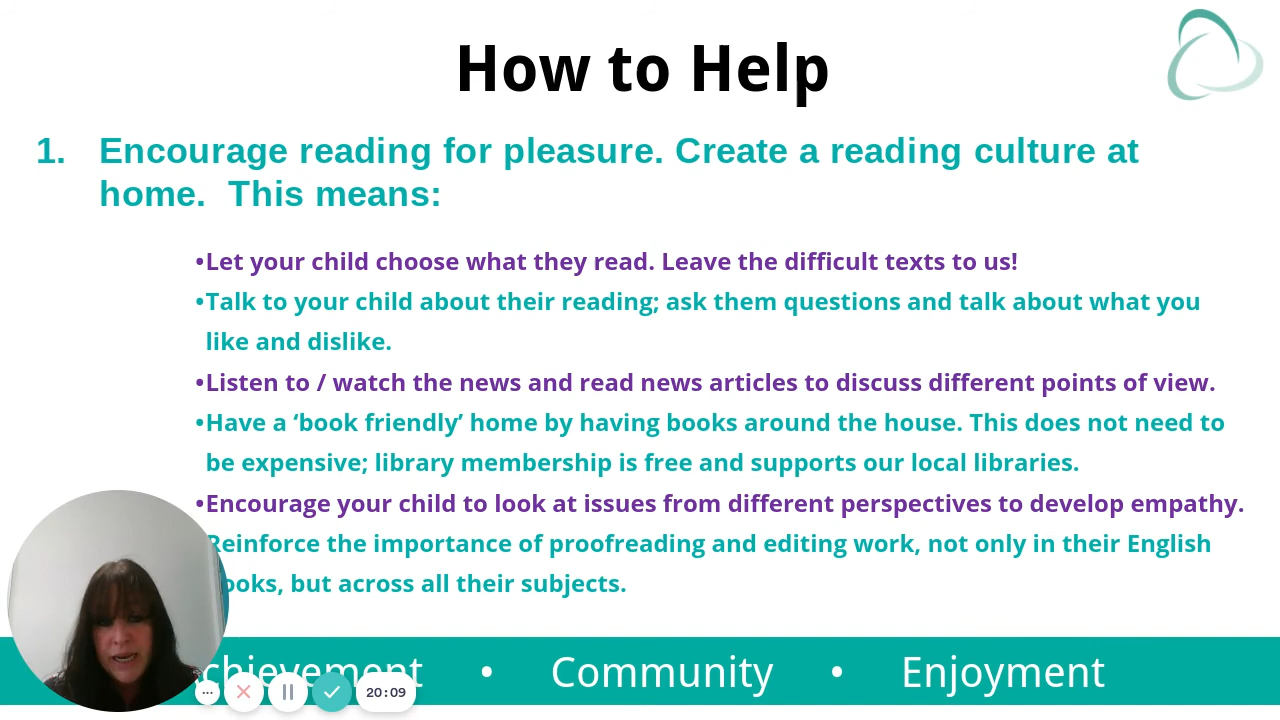 How to Help
1. Encourage reading for pleasure. Create a reading culture at
home. This means:
•Let your child choose what they read. Leave the difficult texts to us!
•Talk to your child about their reading; ask them questions and talk about what you
like and dislike.
•Listen to / watch the news and read news articles to discuss different points of view.
•Have a ‘book friendly’ home by having books around the house. This does not need to
be expensive; library membership is free and supports our local libraries.
•Encourage your child to look at issues from different perspectives to develop empathy.
Reinforce the importance of proofreading and editing work, not only in their English
ooks, but across all their subjects.
chievement • Community • Enjoyment
20:09